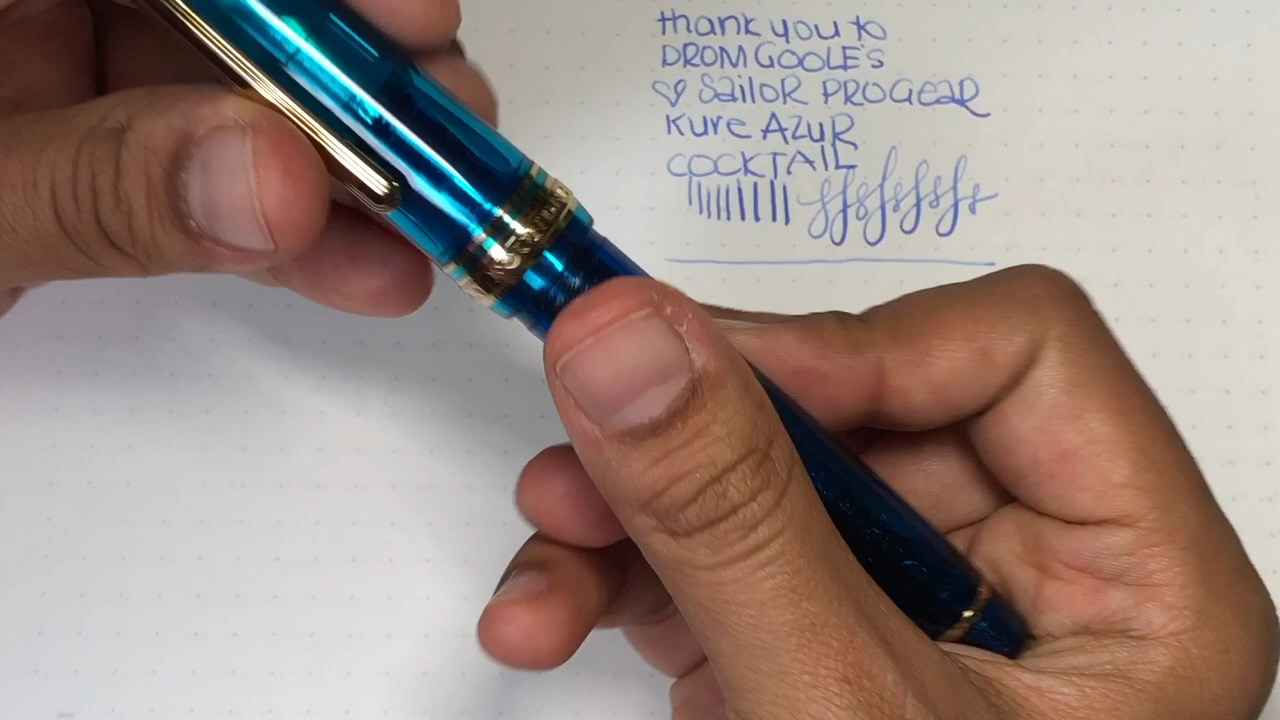 thank you to
DROMGOOLE'S
♡ SailoR PROGEAR
Kure AzuR
COCKTAIL